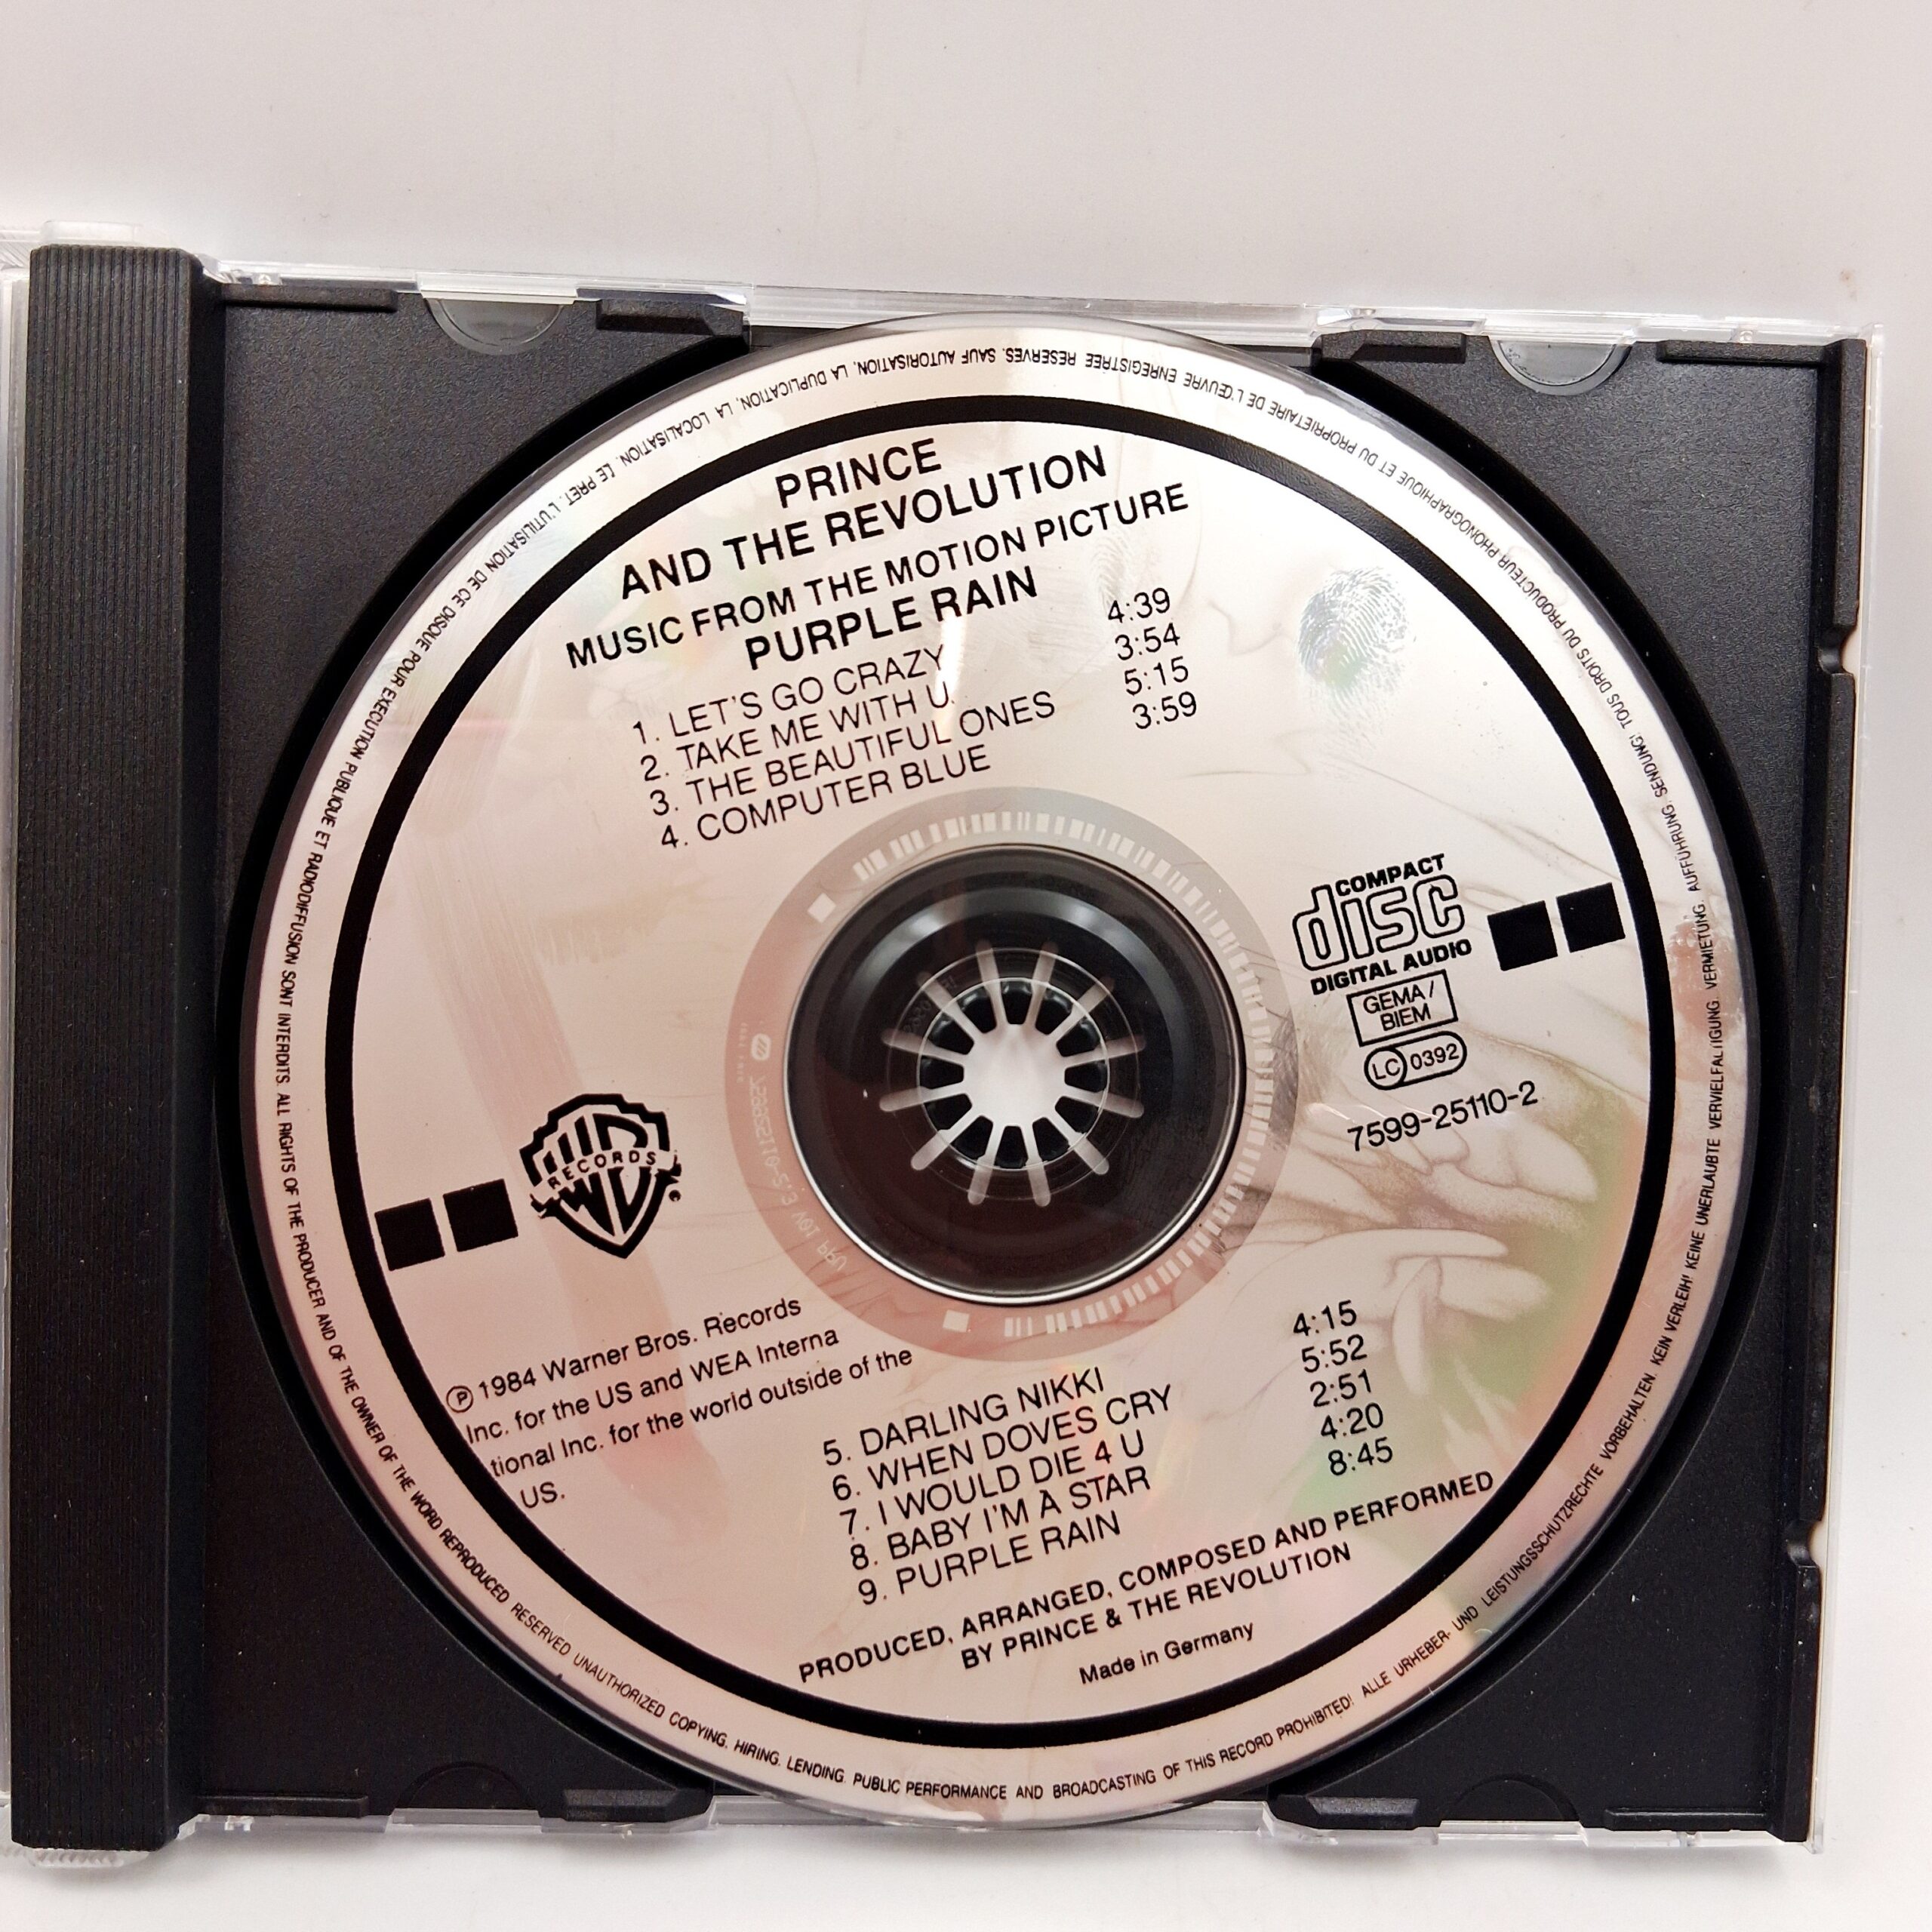 PRINCE
AND THE REVOLUTION
MUSIC FROM THE MOTION PICTURE
PURPLE RAIN
1. LET'S GO CRAZY 4:39
2. TAKE ME WITH U. 3:54
3. THE BEAUTIFUL ONES 5:15
4. COMPUTER BLUE 3:59
COMPACT
disc
DIGITAL AUDIO
GEMA /
BIEM
LC 0392
7599-25110-2
WB
RECORDS
℗ 1984 Warner Bros. Records
Inc. for the US and WEA Interna
tional Inc. for the world outside of the
US.
5. DARLING NIKKI 4:15
6. WHEN DOVES CRY 5:52
7. I WOULD DIE 4 U 2:51
8. BABY I'M A STAR 4:20
9. PURPLE RAIN 8:45
PRODUCED, ARRANGED, COMPOSED AND PERFORMED
BY PRINCE & THE REVOLUTION
Made in Germany
ALL RIGHTS OF THE PRODUCER AND OF THE OWNER OF THE WORD REPRODUCED RESERVED UNAUTHORIZED COPYING. HIRING. LENDING. PUBLIC PERFORMANCE AND BROADCASTING OF THIS RECORD PROHIBITED! ALLE URHEBER- UND LEISTUNGSSCHUTZRECHTE VORBEHALTEN. KEIN VERLEIH! KEINE UNERLAUBTE VERVIELFALTIGUNG. VERMIETUNG. AUFFÜHRUNG. SENDUNG! TOUS DROITS DU PRODUCTEUR PHONOGRAPHIQUE ET DU PROPRIETAIRE DE L'ŒUVRE ENREGISTREE RESERVES. SAUF AUTORISATION, LA DUPLICATION, LA LOCALISATION, LE PRET, L'UTILISATION DE CE DISQUE POUR EXECUTION PUBLIQUE ET RADIODIFFUSION SONT INTERDITS.